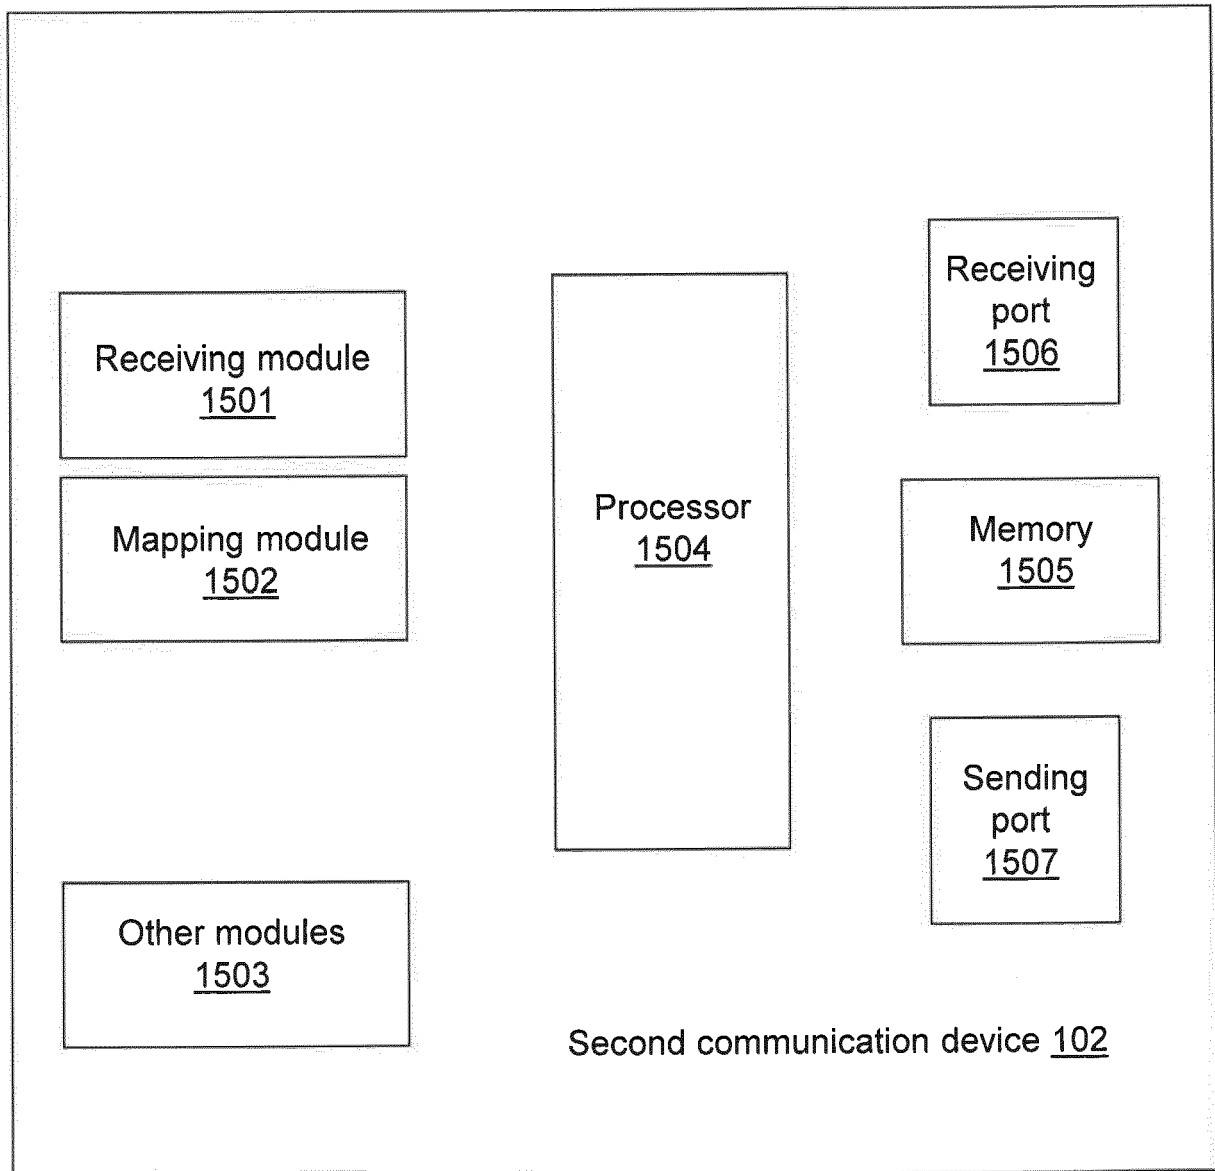 Receiving module
1501
Mapping module
1502
Other modules
1503
Processor
1504
Receiving
port
1506
Memory
1505
Sending
port
1507
Second communication device 102